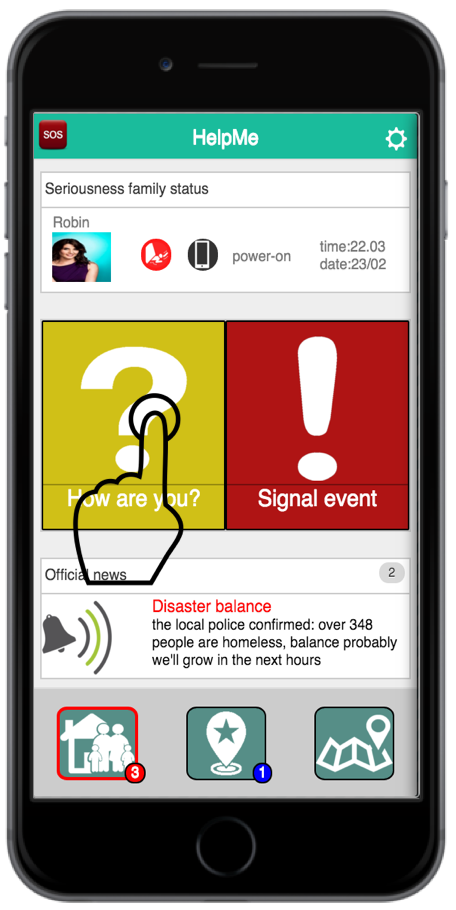 SOS
HelpMe
Seriousness family status
Robin
power-on
time:22.03
date:23/02
How are you?
Signal event
Official news
2
Disaster balance
the local police confirmed: over 348
people are homeless, balance probably
we'll grow in the next hours
3
1